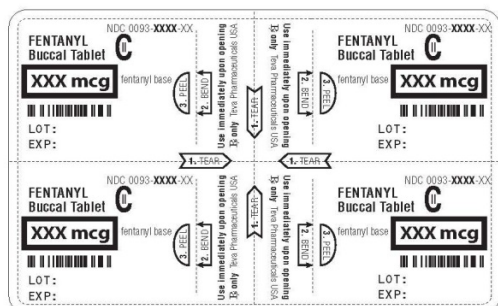 NDC 0093-XXXX-XX
FENTANYL
Buccal Tablet
CII
XXX mcg
fentanyl base
LOT:
EXP:
3. PEEL
2. BEND
Use immediately upon opening
Rx only Teva Pharmaceuticals USA
1. TEAR
NDC 0093-XXXX-XX
FENTANYL
Buccal Tablet
CII
XXX mcg
fentanyl base
LOT:
EXP:
3. PEEL
2. BEND
Use immediately upon opening
Rx only Teva Pharmaceuticals USA
1. TEAR
1. TEAR
NDC 0093-XXXX-XX
FENTANYL
Buccal Tablet
CII
XXX mcg
fentanyl base
LOT:
EXP:
3. PEEL
2. BEND
Use immediately upon opening
Rx only Teva Pharmaceuticals USA
1. TEAR
NDC 0093-XXXX-XX
FENTANYL
Buccal Tablet
CII
XXX mcg
fentanyl base
LOT:
EXP:
3. PEEL
2. BEND
Use immediately upon opening
Rx only Teva Pharmaceuticals USA